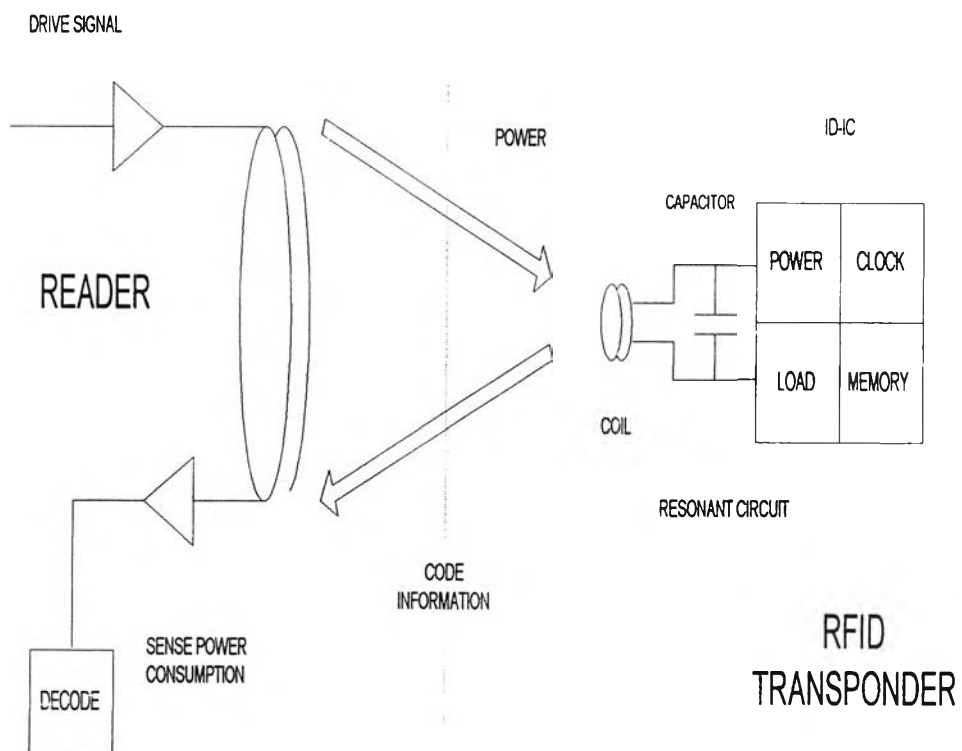 DRIVE SIGNAL
POWER
ID-IC
CAPACITOR
POWER
CLOCK
READER
LOAD
MEMORY
COIL
RESONANT CIRCUIT
CODE
INFORMATION
SENSE POWER
CONSUMPTION
DECODE
RFID
TRANSPONDER